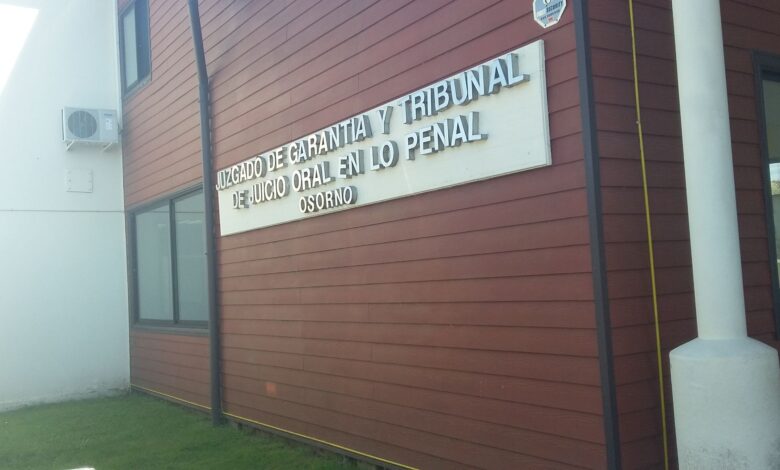 JUZGADO DE GARANTIA Y TRIBUNAL
DE JUICIO ORAL EN LO PENAL
OSORNO